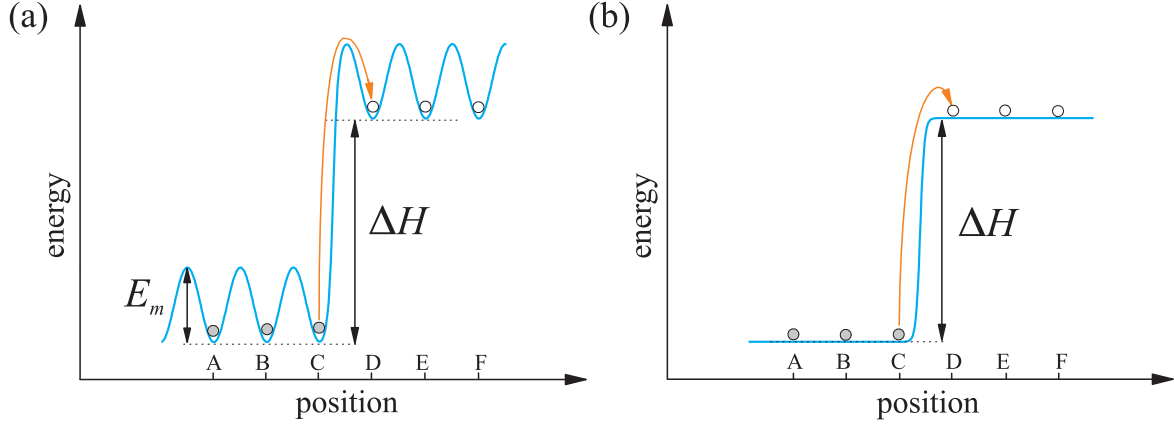 (a)
energy
E_m
ΔH
A B C D E F
position
(b)
energy
ΔH
A B C D E F
position